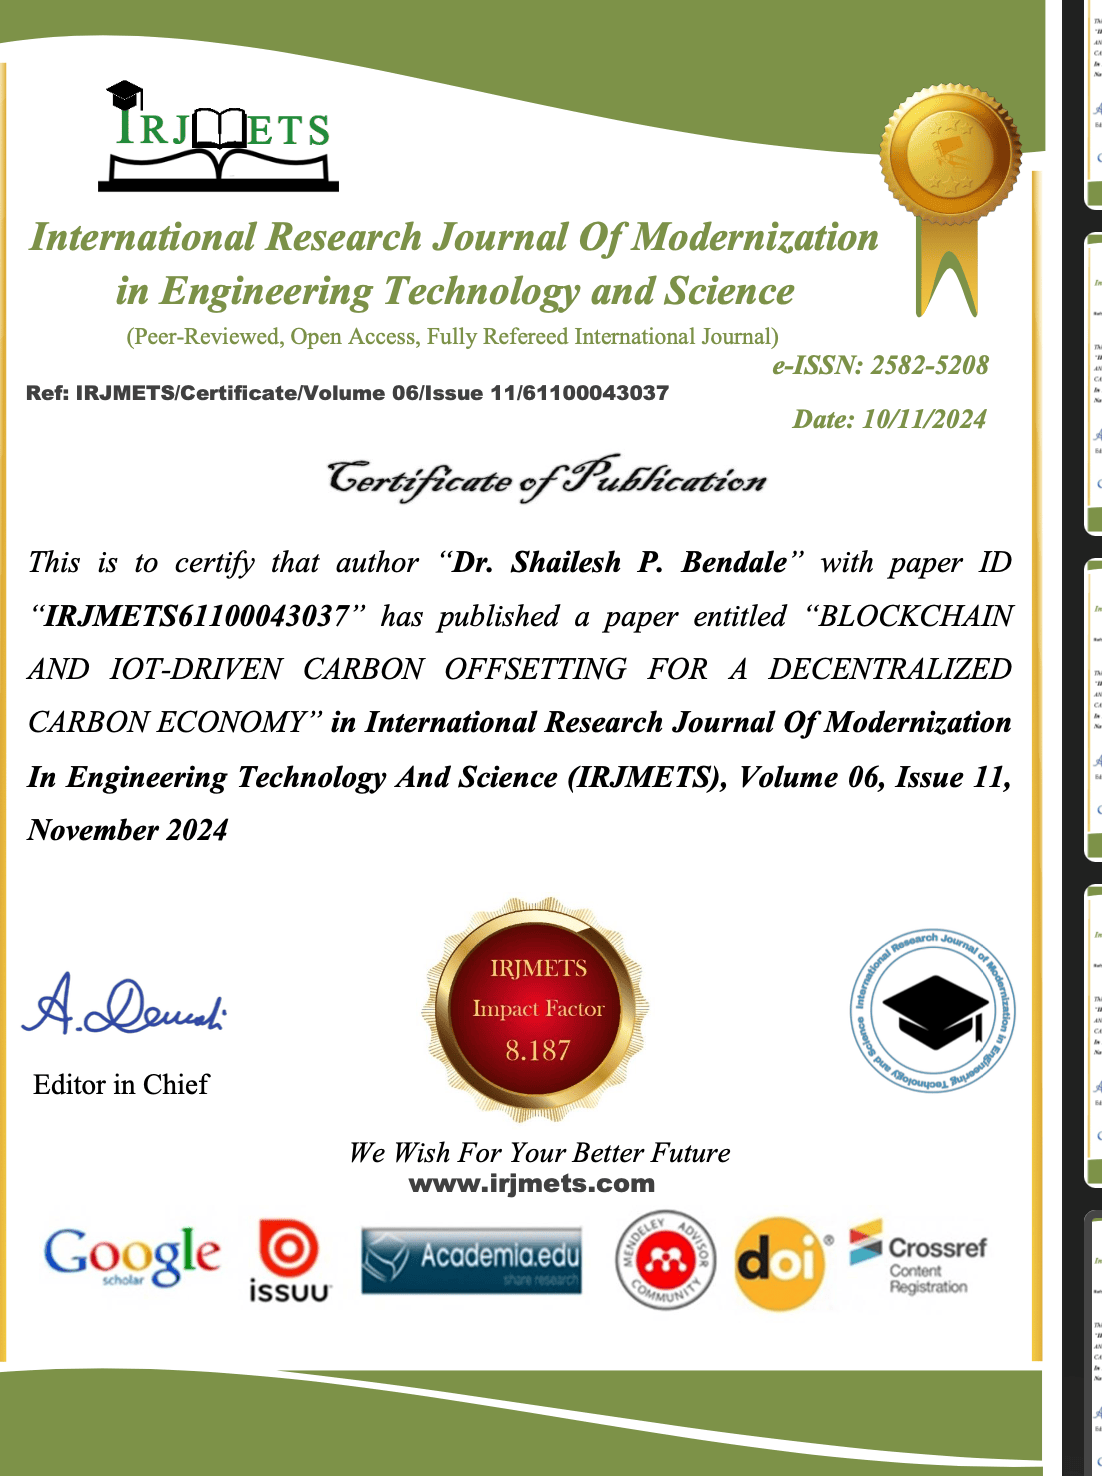 IRJMETS
International Research Journal Of Modernization
in Engineering Technology and Science
(Peer-Reviewed, Open Access, Fully Refereed International Journal)
e-ISSN: 2582-5208
Ref: IRJMETS/Certificate/Volume 06/Issue 11/61100043037
Date: 10/11/2024
Certificate of Publication
This is to certify that author “Dr. Shailesh P. Bendale” with paper ID
“IRJMETS61100043037” has published a paper entitled “BLOCKCHAIN
AND IOT-DRIVEN CARBON OFFSETTING FOR A DECENTRALIZED
CARBON ECONOMY” in International Research Journal Of Modernization
In Engineering Technology And Science (IRJMETS), Volume 06, Issue 11,
November 2024
IRJMETS
Impact Factor
8.187
International Research Journal of Modernization in Engineering Technology and Science
Editor in Chief
We Wish For Your Better Future
www.irjmets.com
Google
scholar
issuu
Academia.edu
share research
MENDELEY ADVISOR
COMMUNITY
doi®
Crossref
Content
Registration